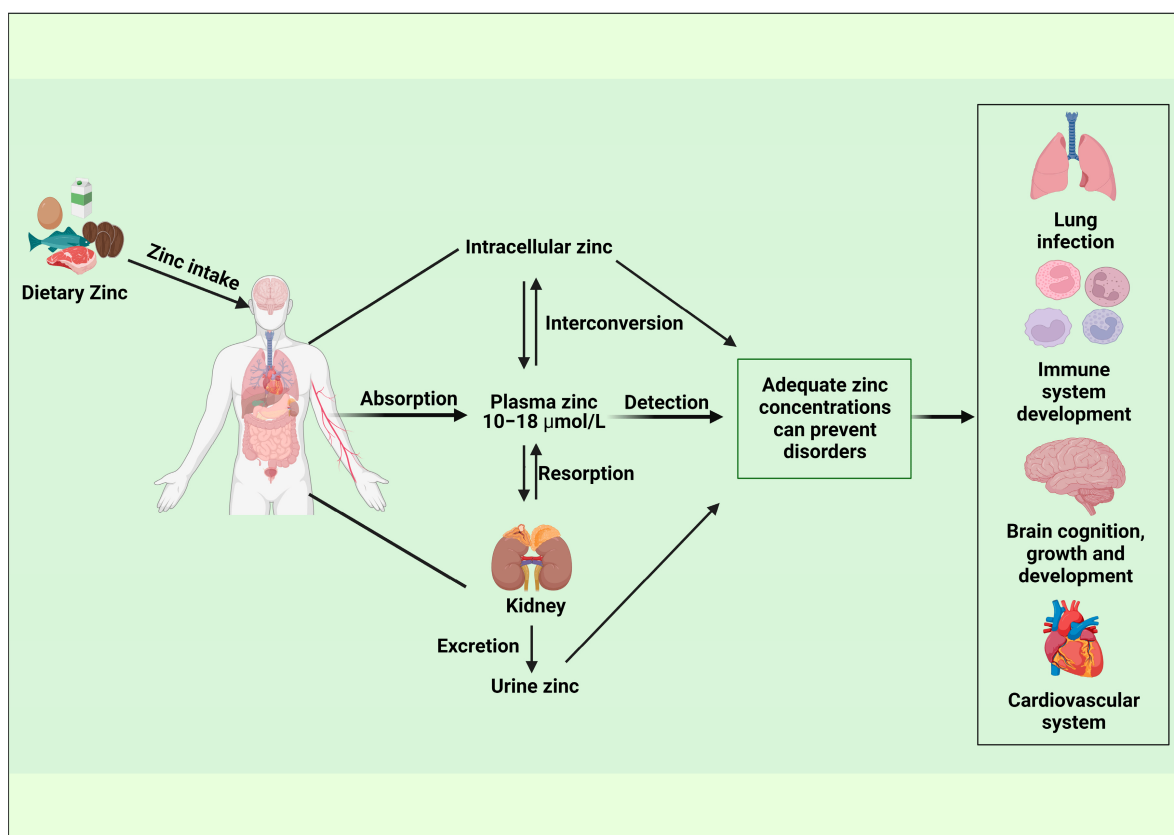 Dietary Zinc
Zinc intake
Absorption
Intracellular zinc
Interconversion
Plasma zinc
10–18 μmol/L
Resorption
Kidney
Excretion
Urine zinc
Detection
Adequate zinc
concentrations
can prevent
disorders
Lung
infection
Immune
system
development
Brain cognition,
growth and
development
Cardiovascular
system